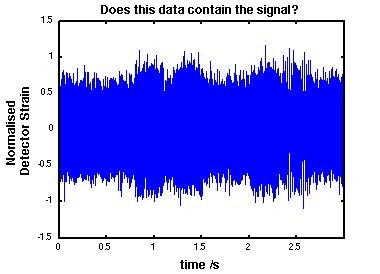 Does this data contain the signal?
1.5
1
0.5
0
-0.5
-1
-1.5
Normalised
Detector Strain
0 0.5 1 1.5 2 2.5
time /s